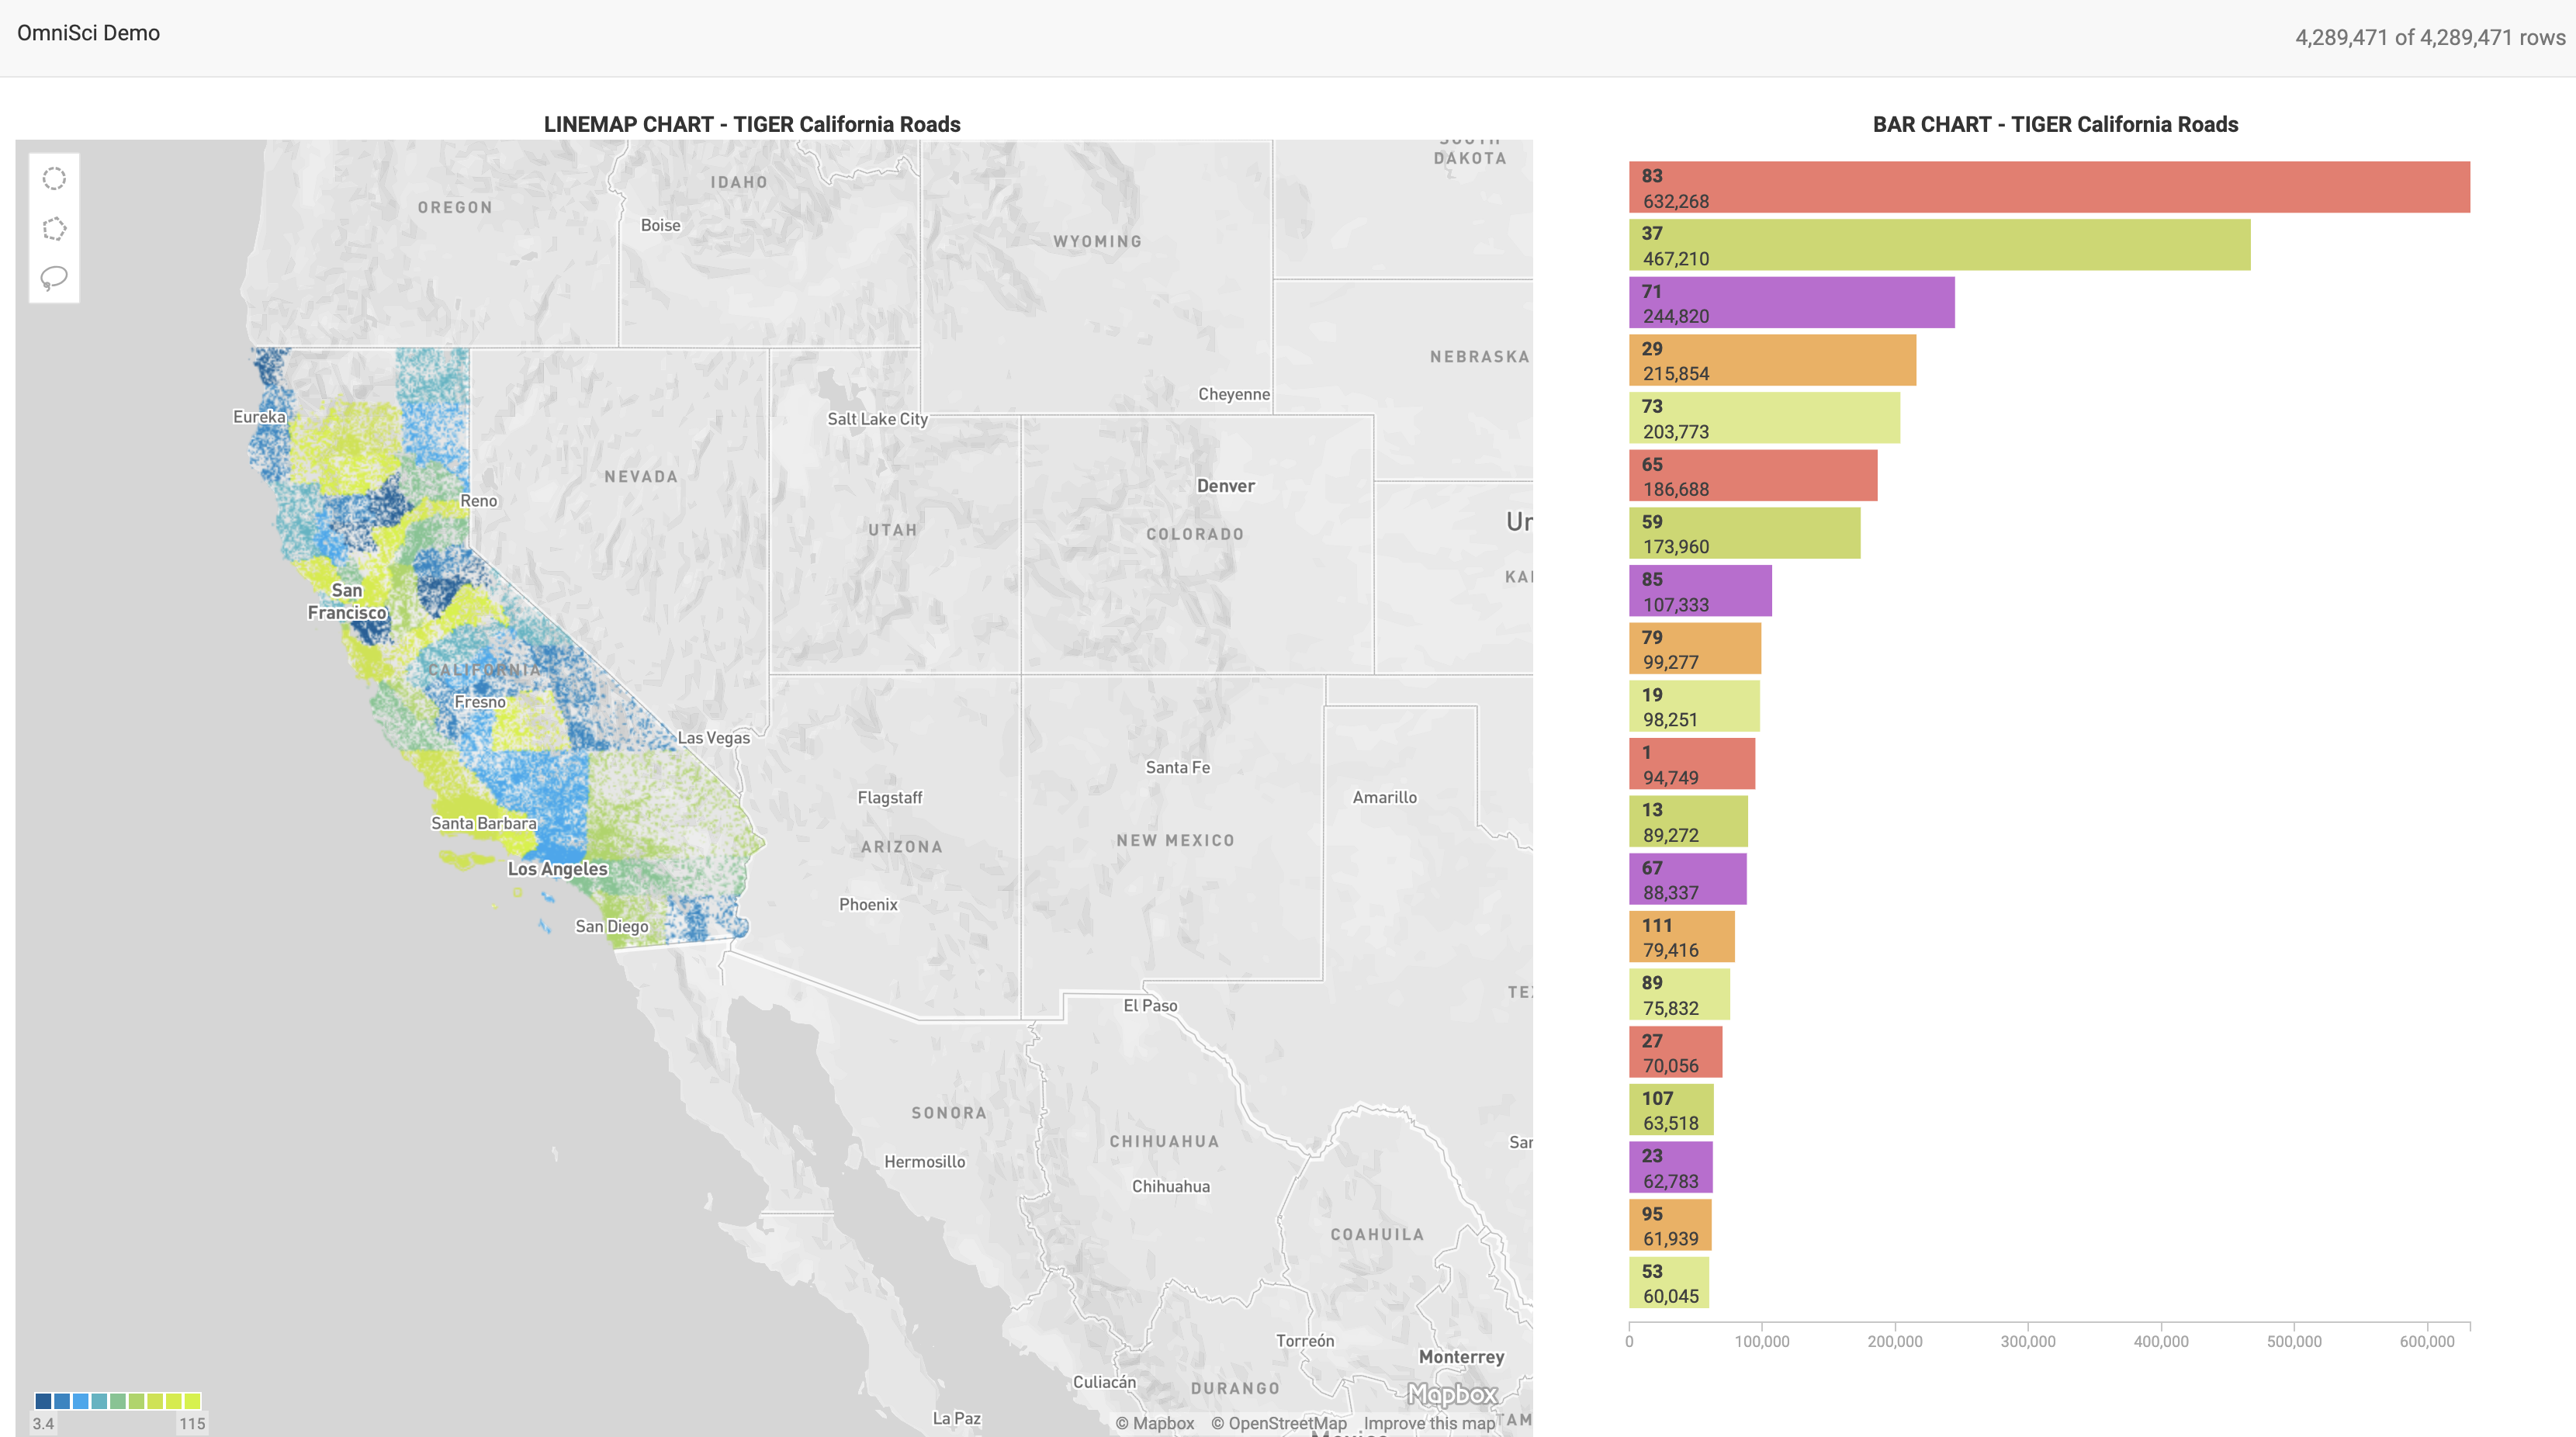 OmniSci Demo
4,289,471 of 4,289,471 rows
LINEMAP CHART - TIGER California Roads
DAKOTA
IDAHO
OREGON
Boise
WYOMING
NEBRASKA
Cheyenne
Eureka
Salt Lake City
NEVADA
Denver
Reno
UTAH
COLORADO
San
Francisco
CALIFORNIA
Fresno
Las Vegas
Santa Fe
Flagstaff
Amarillo
Santa Barbara
ARIZONA
NEW MEXICO
Los Angeles
Phoenix
San Diego
El Paso
SONORA
CHIHUAHUA
Hermosillo
Chihuahua
COAHUILA
Torreón
Monterrey
Culiacán
DURANGO
Mapbox
La Paz
© Mapbox © OpenStreetMap Improve this map
3.4
115
BAR CHART - TIGER California Roads
83
632,268
37
467,210
71
244,820
29
215,854
73
203,773
65
186,688
59
173,960
85
107,333
79
99,277
19
98,251
1
94,749
13
89,272
67
88,337
111
79,416
89
75,832
27
70,056
107
63,518
23
62,783
95
61,939
53
60,045
0 100,000 200,000 300,000 400,000 500,000 600,000